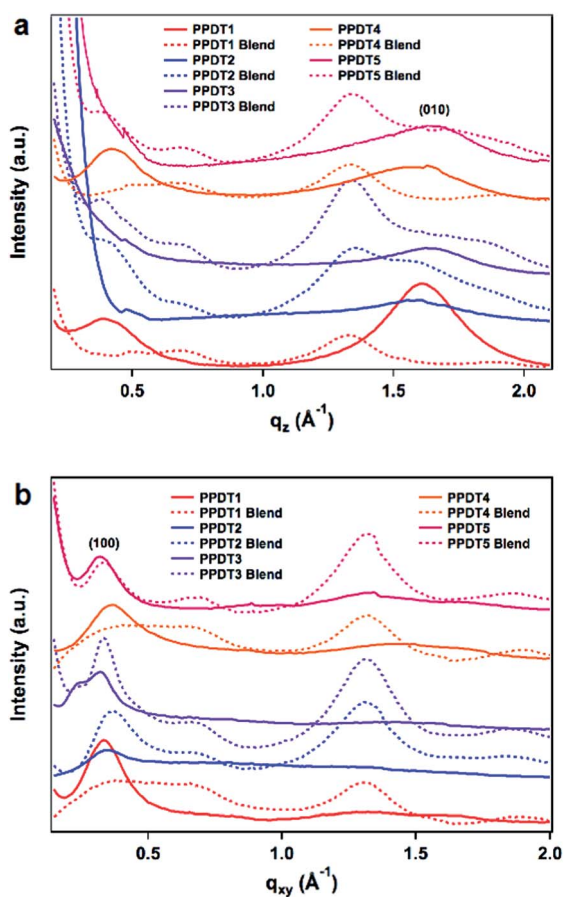 a
PPDT1
PPDT1 Blend
PPDT2
PPDT2 Blend
PPDT3
PPDT3 Blend
PPDT4
PPDT4 Blend
PPDT5
PPDT5 Blend
(010)
Intensity (a.u.)
0.5 1.0 1.5 2.0
qz (Å-1)
b
PPDT1
PPDT1 Blend
PPDT2
PPDT2 Blend
PPDT3
PPDT3 Blend
PPDT4
PPDT4 Blend
PPDT5
PPDT5 Blend
(100)
Intensity (a.u.)
0.5 1.0 1.5 2.0
qxy (Å-1)